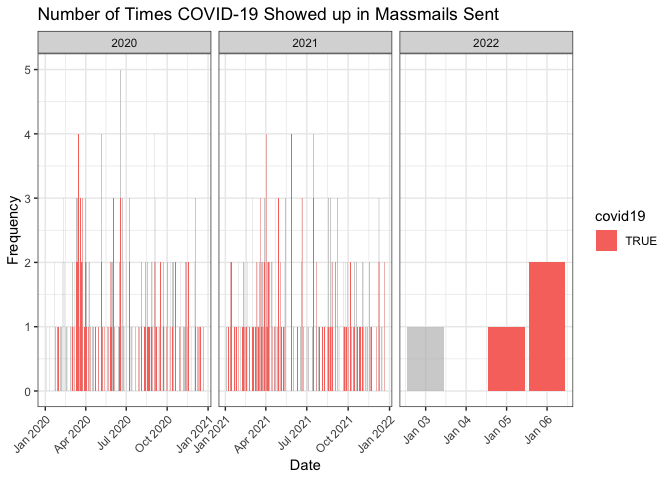 Number of Times COVID-19 Showed up in Massmails Sent
2020 2021 2022
5
4
3
2
1
0
Frequency
Jan 2020 Apr 2020 Jul 2020 Oct 2020 Jan 2021 Jan 2021 Apr 2021 Jul 2021 Oct 2021 Jan 2022 Jan 03 Jan 04 Jan 05 Jan 06
Date
covid19
TRUE